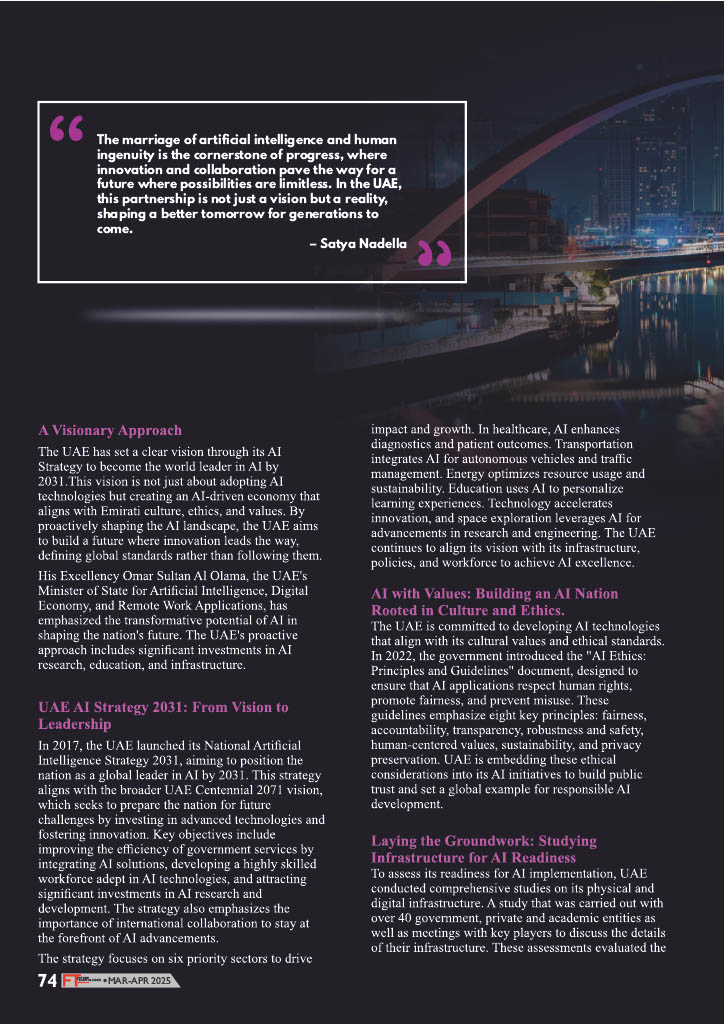 “
The marriage of artificial intelligence and human
ingenuity is the cornerstone of progress, where
innovation and collaboration pave the way for a
future where possibilities are limitless. In the UAE,
this partnership is not just a vision but a reality,
shaping a better tomorrow for generations to
come.
– Satya Nadella
”
A Visionary Approach
The UAE has set a clear vision through its AI
Strategy to become the world leader in AI by
2031.This vision is not just about adopting AI
technologies but creating an AI-driven economy that
aligns with Emirati culture, ethics, and values. By
proactively shaping the AI landscape, the UAE aims
to build a future where innovation leads the way,
defining global standards rather than following them.
His Excellency Omar Sultan Al Olama, the UAE's
Minister of State for Artificial Intelligence, Digital
Economy, and Remote Work Applications, has
emphasized the transformative potential of AI in
shaping the nation's future. The UAE's proactive
approach includes significant investments in AI
research, education, and infrastructure.
UAE AI Strategy 2031: From Vision to
Leadership
In 2017, the UAE launched its National Artificial
Intelligence Strategy 2031, aiming to position the
nation as a global leader in AI by 2031. This strategy
aligns with the broader UAE Centennial 2071 vision,
which seeks to prepare the nation for future
challenges by investing in advanced technologies and
fostering innovation. Key objectives include
improving the efficiency of government services by
integrating AI solutions, developing a highly skilled
workforce adept in AI technologies, and attracting
significant investments in AI research and
development. The strategy also emphasizes the
importance of international collaboration to stay at
the forefront of AI advancements.
The strategy focuses on six priority sectors to drive
impact and growth. In healthcare, AI enhances
diagnostics and patient outcomes. Transportation
integrates AI for autonomous vehicles and traffic
management. Energy optimizes resource usage and
sustainability. Education uses AI to personalize
learning experiences. Technology accelerates
innovation, and space exploration leverages AI for
advancements in research and engineering. The UAE
continues to align its vision with its infrastructure,
policies, and workforce to achieve AI excellence.
AI with Values: Building an AI Nation
Rooted in Culture and Ethics.
The UAE is committed to developing AI technologies
that align with its cultural values and ethical standards.
In 2022, the government introduced the "AI Ethics:
Principles and Guidelines" document, designed to
ensure that AI applications respect human rights,
promote fairness, and prevent misuse. These
guidelines emphasize eight key principles: fairness,
accountability, transparency, robustness and safety,
human-centered values, sustainability, and privacy
preservation. UAE is embedding these ethical
considerations into its AI initiatives to build public
trust and set a global example for responsible AI
development.
Laying the Groundwork: Studying
Infrastructure for AI Readiness
To assess its readiness for AI implementation, UAE
conducted comprehensive studies on its physical and
digital infrastructure. A study that was carried out with
over 40 government, private and academic entities as
well as meetings with key players to discuss the details
of their infrastructure. These assessments evaluated the
74 FT • MAR-APR 2025